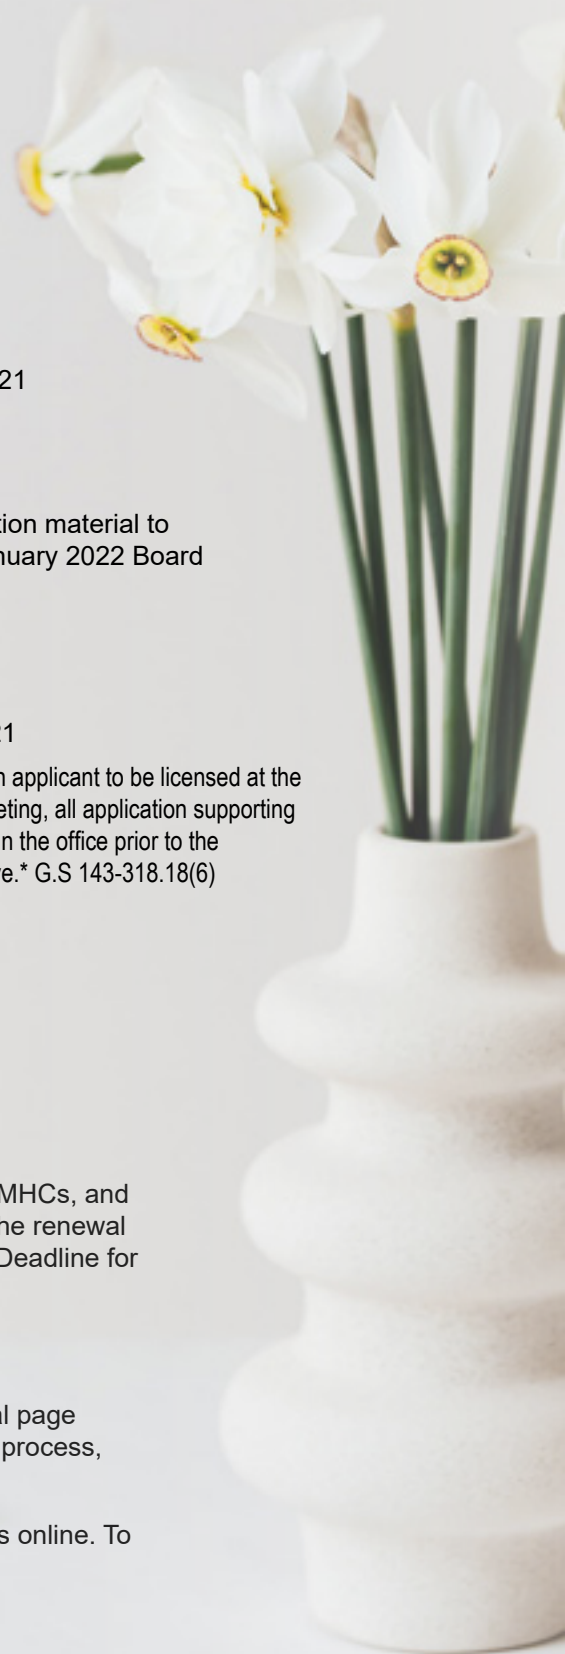 21
tion material to
nuary 2022 Board
21
n applicant to be licensed at the
eting, all application supporting
n the office prior to the
e.* G.S 143-318.18(6)
MHCs, and
he renewal
Deadline for
al page
process,
s online. To